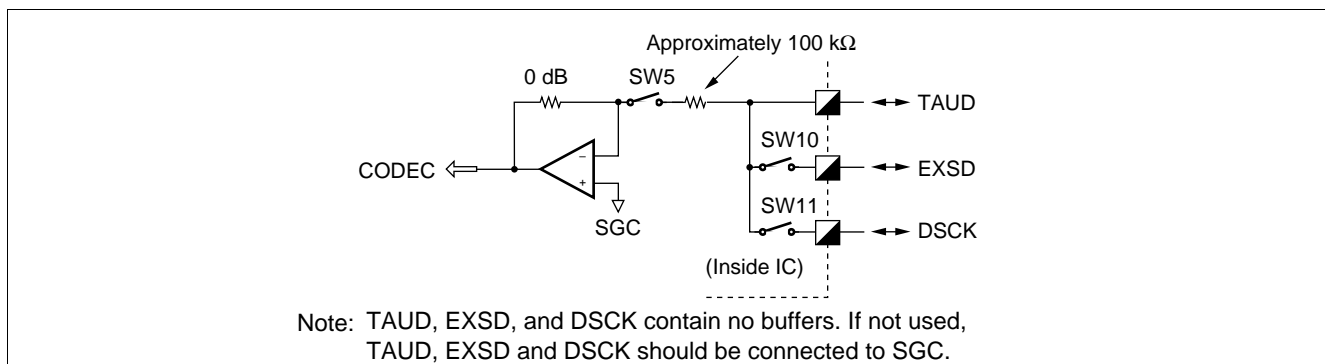 Approximately 100 kΩ
0 dB
SW5
TAUD
SW10
CODEC
−
+
EXSD
SW11
SGC
DSCK
(Inside IC)
Note: TAUD, EXSD, and DSCK contain no buffers. If not used,
TAUD, EXSD and DSCK should be connected to SGC.